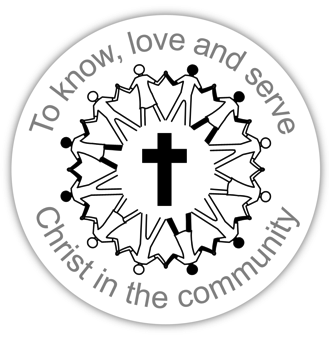 To know, love and serve
Christ in the community